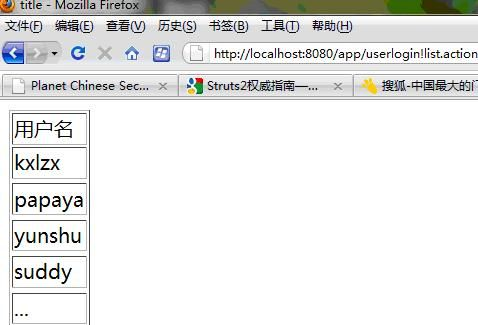 title - Mozilla Firefox
文件(F) 编辑(E) 查看(V) 历史(S) 书签(B) 工具(T) 帮助(H)
http://localhost:8080/app/userlogin!list.action
Planet Chinese Sec... Struts2权威指南—... 搜狐-中国最大的门
用户名
kxlzx
papaya
yunshu
suddy
...